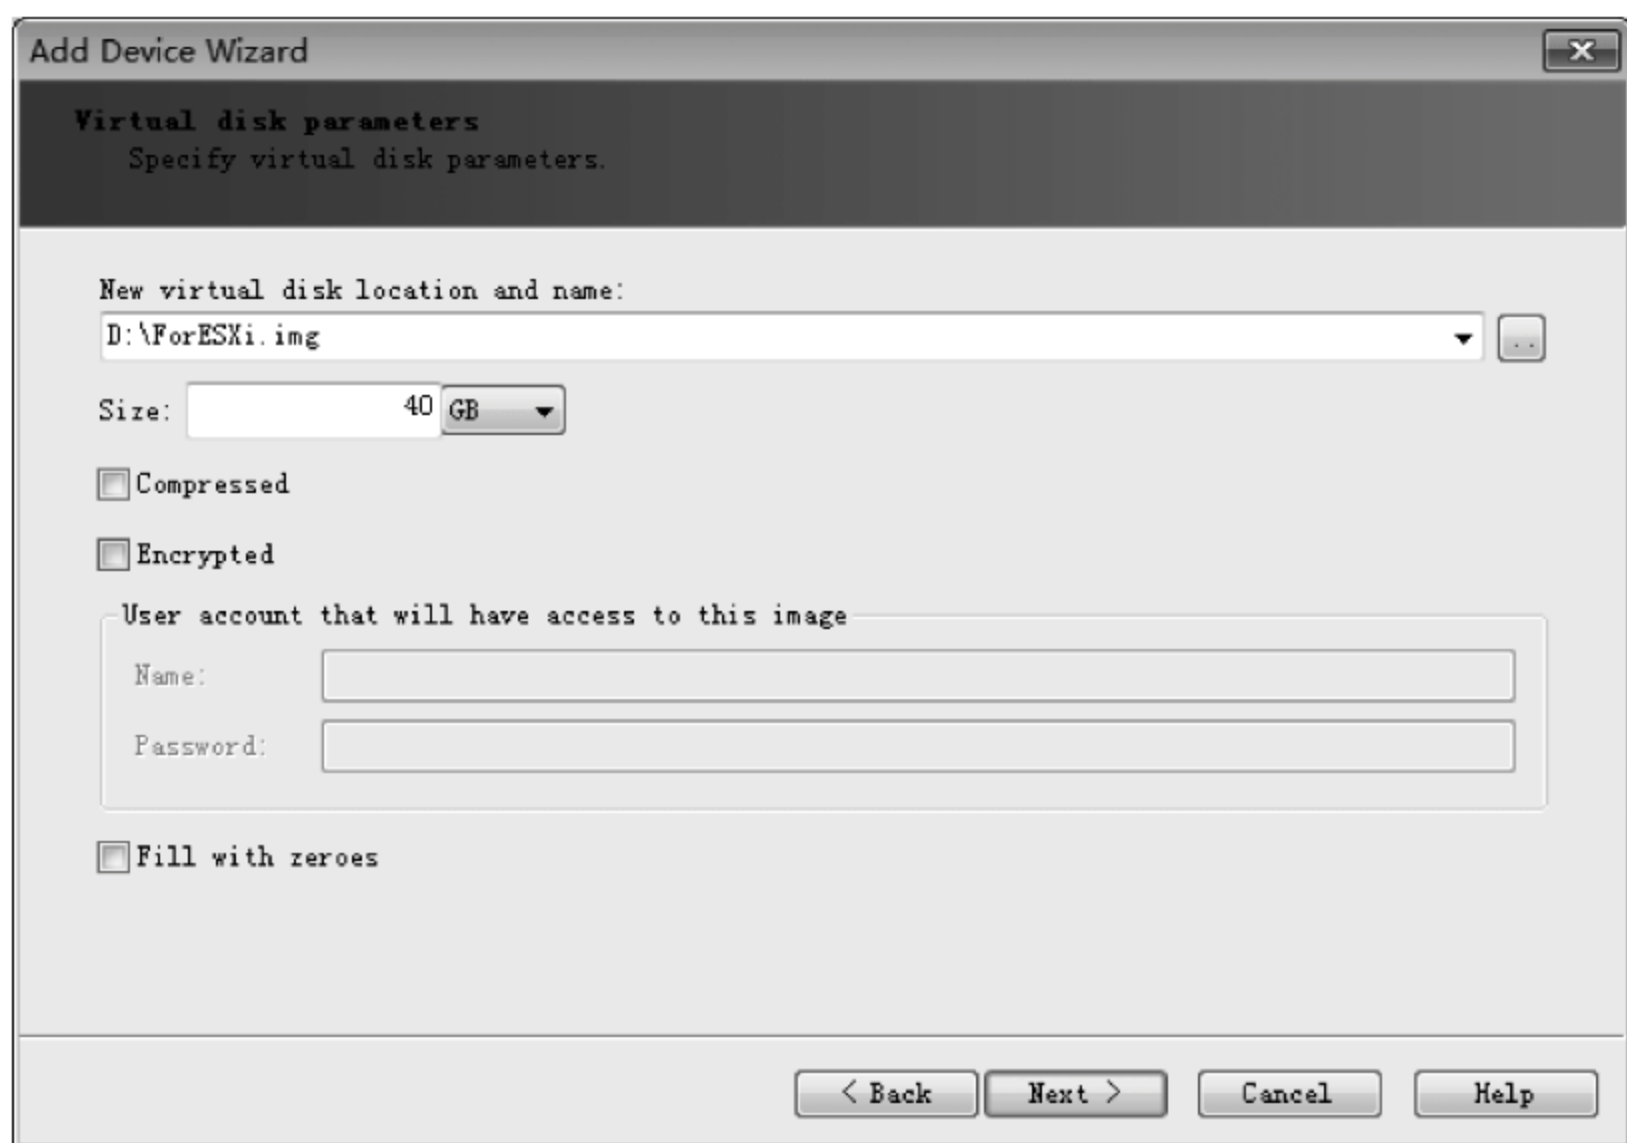 Add Device Wizard
Virtual disk parameters
Specify virtual disk parameters.
New virtual disk location and name:
D:\ForESXi.img
..
Size: 40 GB
Compressed
Encrypted
User account that will have access to this image
Name:
Password:
Fill with zeroes
< Back Next > Cancel Help